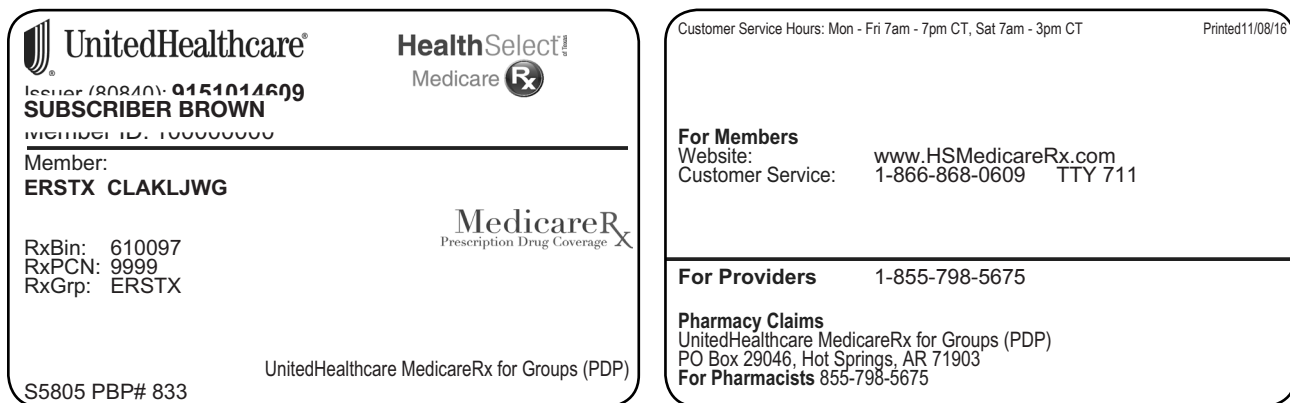 UnitedHealthcare®
HealthSelect of Texas
Medicare Rx
Issuer (80840): 9151014609
SUBSCRIBER BROWN
Member ID: 100000000
Member:
ERSTX CLAKLJWG
MedicareRx
Prescription Drug Coverage
RxBin: 610097
RxPCN: 9999
RxGrp: ERSTX
UnitedHealthcare MedicareRx for Groups (PDP)
S5805 PBP# 833
Customer Service Hours: Mon - Fri 7am - 7pm CT, Sat 7am - 3pm CT Printed11/08/16
For Members
Website: www.HSMedicareRx.com
Customer Service: 1-866-868-0609 TTY 711
For Providers 1-855-798-5675
Pharmacy Claims
UnitedHealthcare MedicareRx for Groups (PDP)
PO Box 29046, Hot Springs, AR 71903
For Pharmacists 855-798-5675